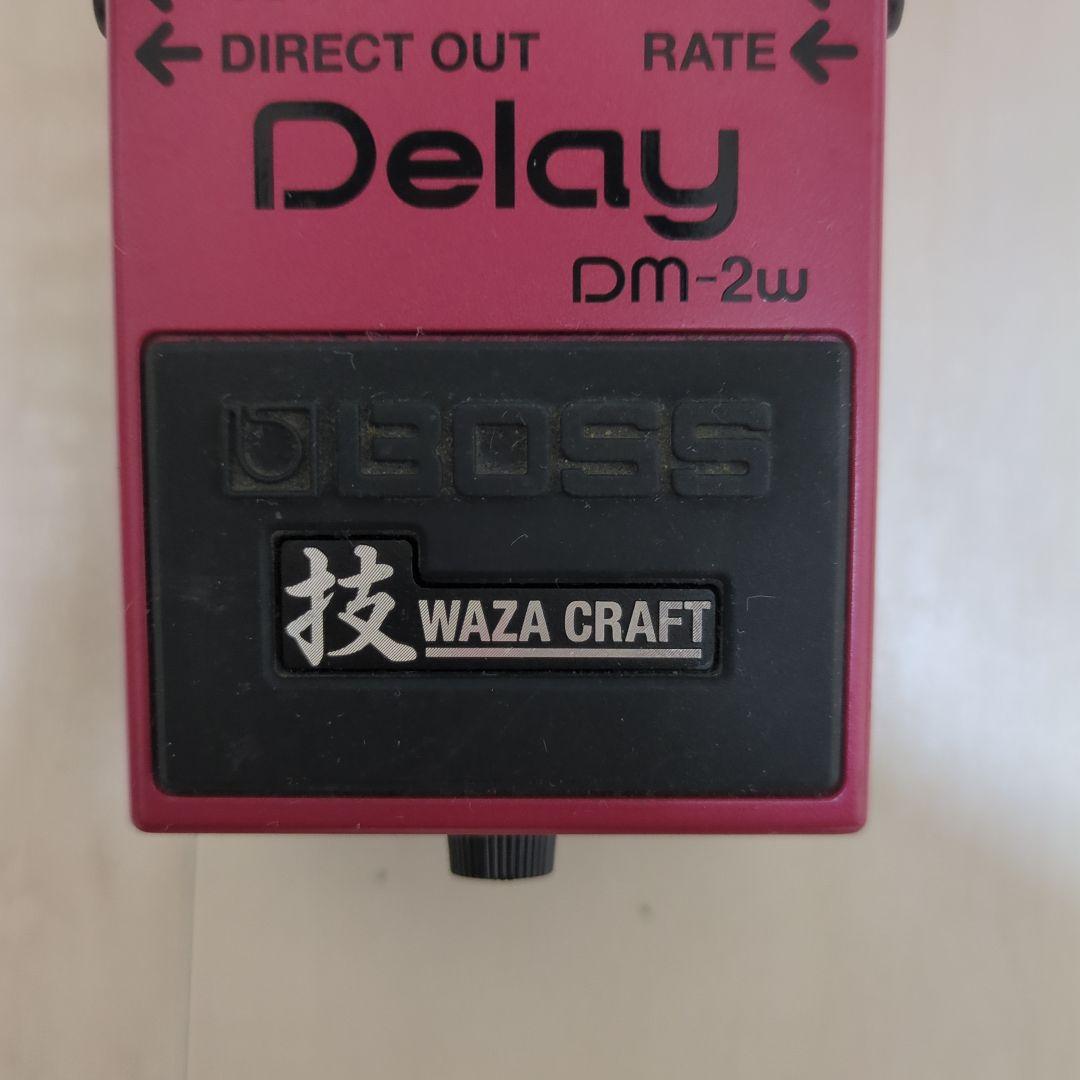 ← DIRECT OUT RATE ←
Delay
DM-2w
BOSS
技 WAZA CRAFT